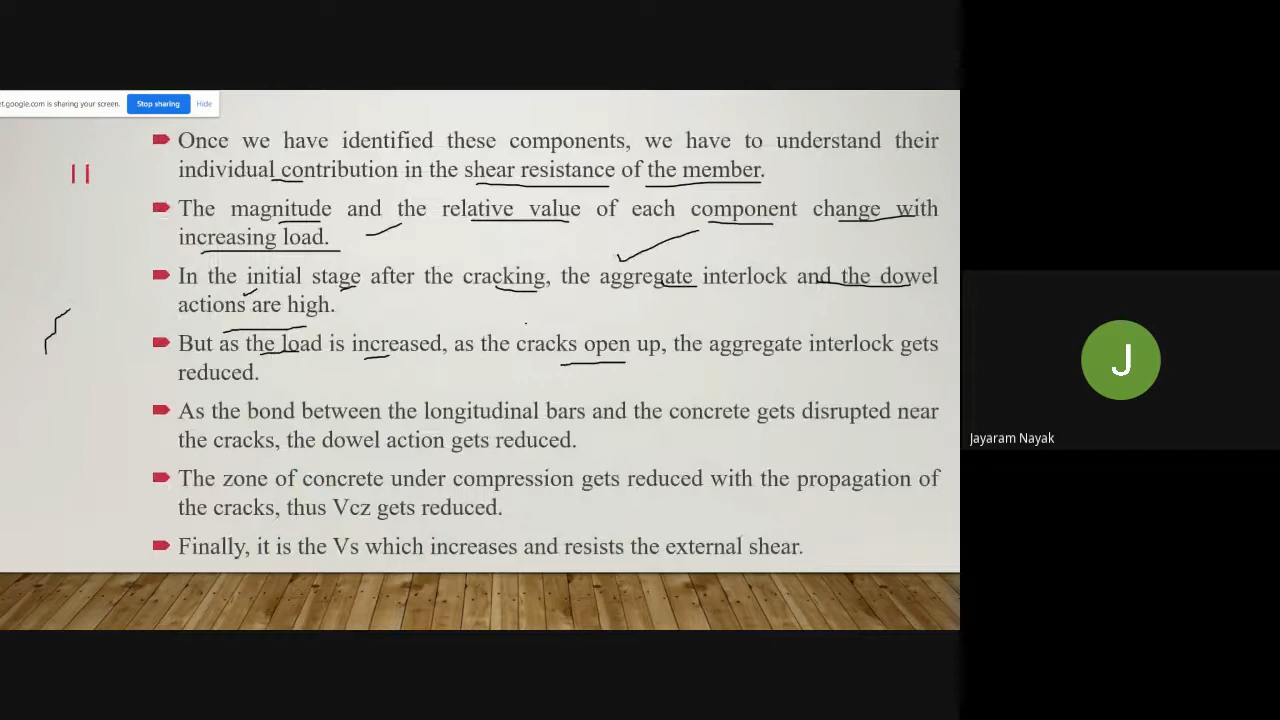 et.google.com is sharing your screen.
Stop sharing
Hide
Once we have identified these components, we have to understand their
individual contribution in the shear resistance of the member.
The magnitude and the relative value of each component change with
increasing load.
In the initial stage after the cracking, the aggregate interlock and the dowel
actions are high.
But as the load is increased, as the cracks open up, the aggregate interlock gets
reduced.
As the bond between the longitudinal bars and the concrete gets disrupted near
the cracks, the dowel action gets reduced.
The zone of concrete under compression gets reduced with the propagation of
the cracks, thus Vcz gets reduced.
Finally, it is the Vs which increases and resists the external shear.
J
Jayaram Nayak